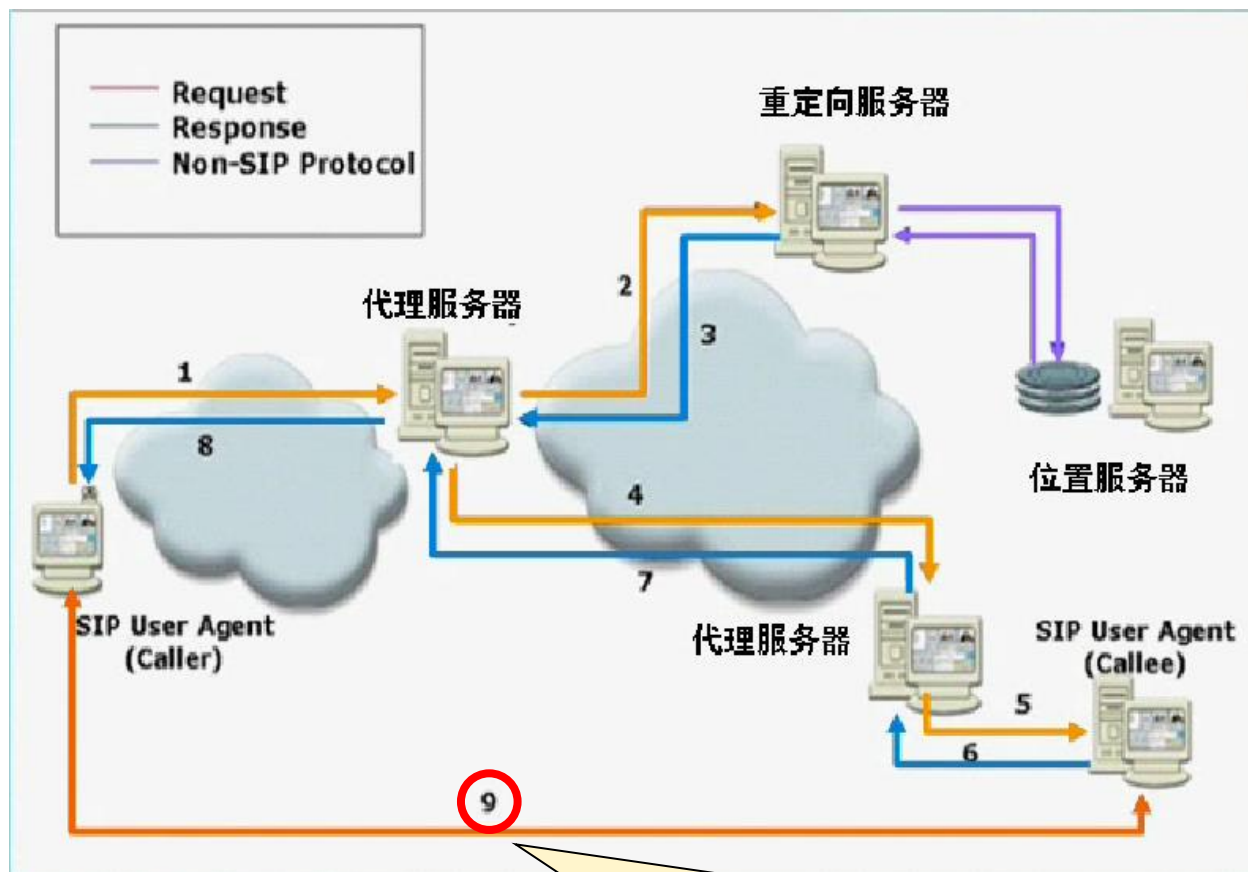 Request
Response
Non-SIP Protocol
重定向服务器
代理服务器
2
3
1
8
位置服务器
4
7
SIP User Agent
(Caller)
代理服务器
SIP User Agent
(Callee)
5
6
9